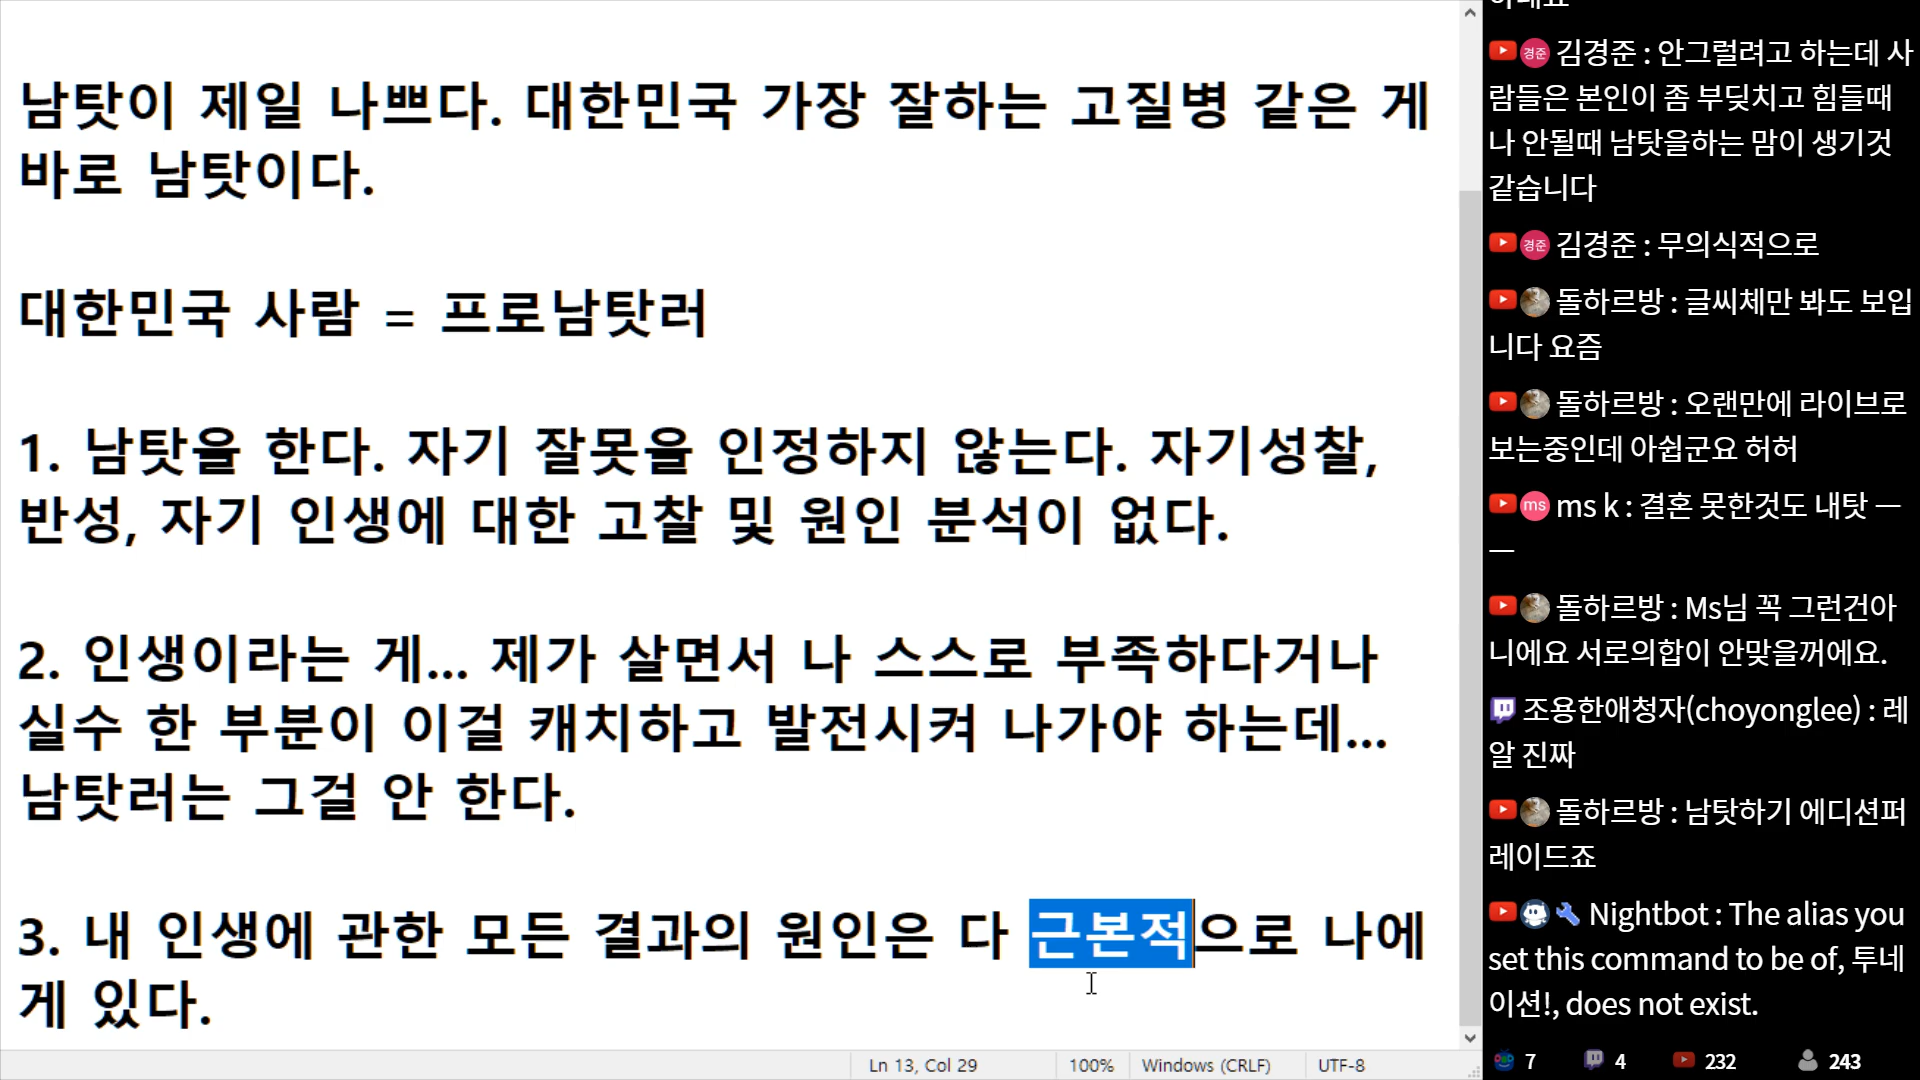 남탓이 제일 나쁘다. 대한민국 가장 잘하는 고질병 같은 게
바로 남탓이다.
대한민국 사람 = 프로남탓러
1. 남탓을 한다. 자기 잘못을 인정하지 않는다. 자기성찰,
반성, 자기 인생에 대한 고찰 및 원인 분석이 없다.
2. 인생이라는 게... 제가 살면서 나 스스로 부족하다거나
실수 한 부분이 이걸 캐치하고 발전시켜 나가야 하는데...
남탓러는 그걸 안 한다.
3. 내 인생에 관한 모든 결과의 원인은 다 근본적으로 나에
게 있다.
Ln 13, Col 29 100% Windows (CRLF) UTF-8
경준 김경준 : 안그럴려고 하는데 사
람들은 본인이 좀 부딪치고 힘들때
나 안될때 남탓을하는 맘이 생기것
같습니다
경준 김경준 : 무의식적으로
돌하르방 : 글씨체만 봐도 보입
니다 요즘
돌하르방 : 오랜만에 라이브로
보는중인데 아쉽군요 허허
ms ms k : 결혼 못한것도 내탓 ㅡ
ㅡ
돌하르방 : Ms님 꼭 그런건아
니에요 서로의합이 안맞을꺼에요.
조용한애청자(choyonglee) : 레
알 진짜
돌하르방 : 남탓하기 에디션퍼
레이드죠
Nightbot : The alias you
set this command to be of, 투네
이션!, does not exist.
7 4 232 243